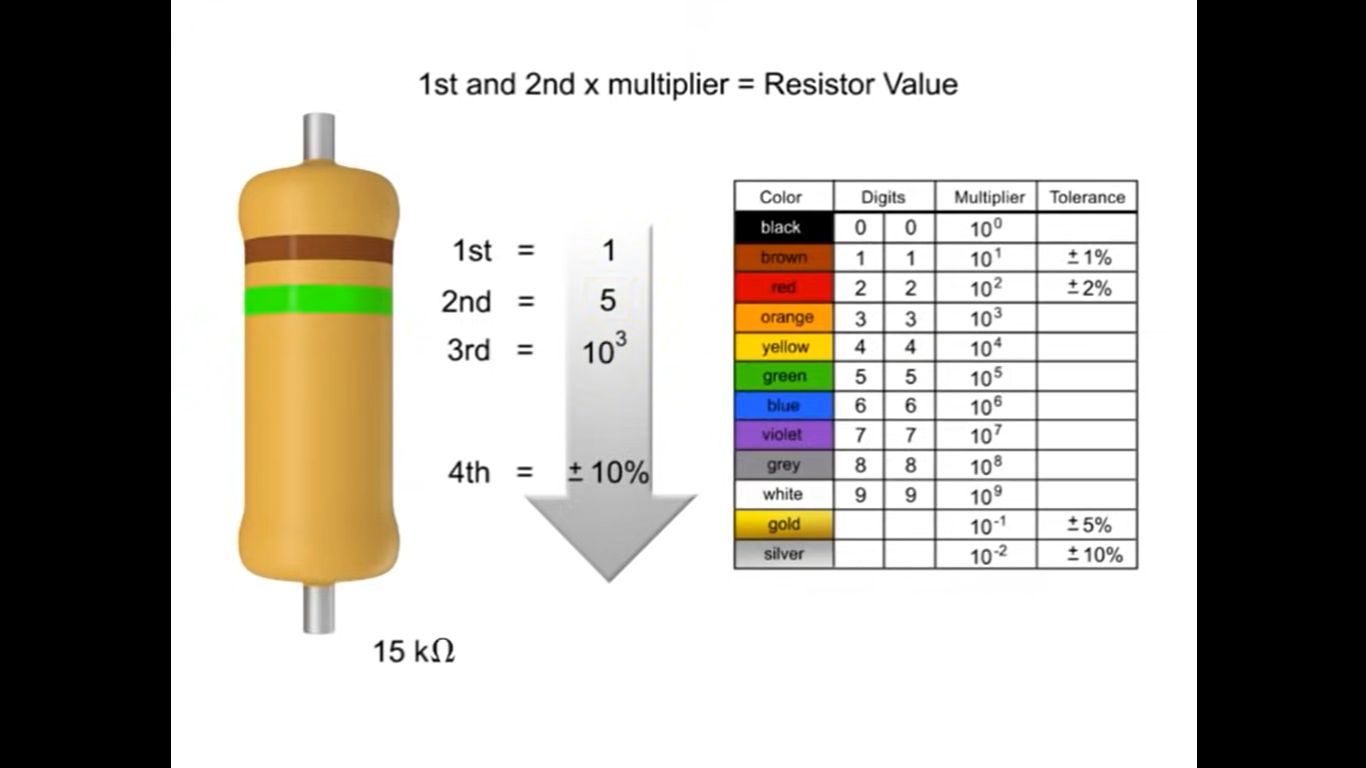 1st and 2nd x multiplier = Resistor Value
1st = 1
2nd = 5
3rd = 10³
4th = ± 10%
15 kΩ
Color Digits Multiplier Tolerance
black 0 0 10⁰
brown 1 1 10¹ ± 1%
red 2 2 10² ± 2%
orange 3 3 10³
yellow 4 4 10⁴
green 5 5 10⁵
blue 6 6 10⁶
violet 7 7 10⁷
grey 8 8 10⁸
white 9 9 10⁹
gold 10⁻¹ ± 5%
silver 10⁻² ± 10%